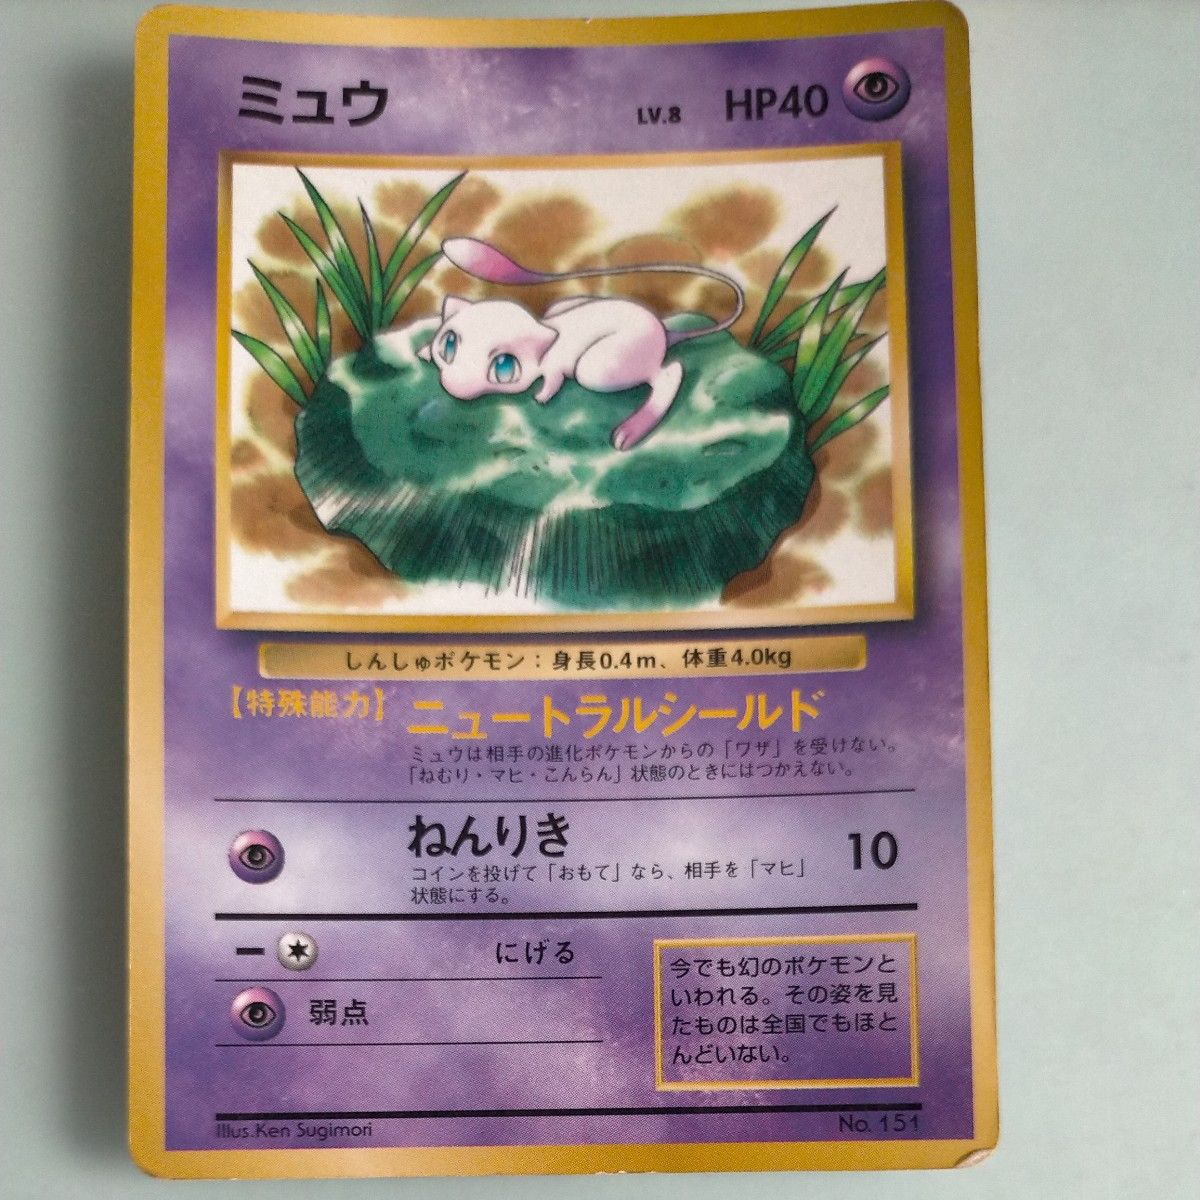 ミュウ LV.8 HP40
しんしゅポケモン：身長0.4m、体重4.0kg
【特殊能力】 ニュートラルシールド
ミュウは相手の進化ポケモンからの「ワザ」を受けない。
「ねむり・マヒ・こんらん」状態のときにはつかえない。
ねんりき 10
コインを投げて「おもて」なら、相手を「マヒ」
状態にする。
にげる
弱点
今でも幻のポケモンと
いわれる。その姿を見
たものは全国でもほと
んどいない。
Illus.Ken Sugimori No. 151